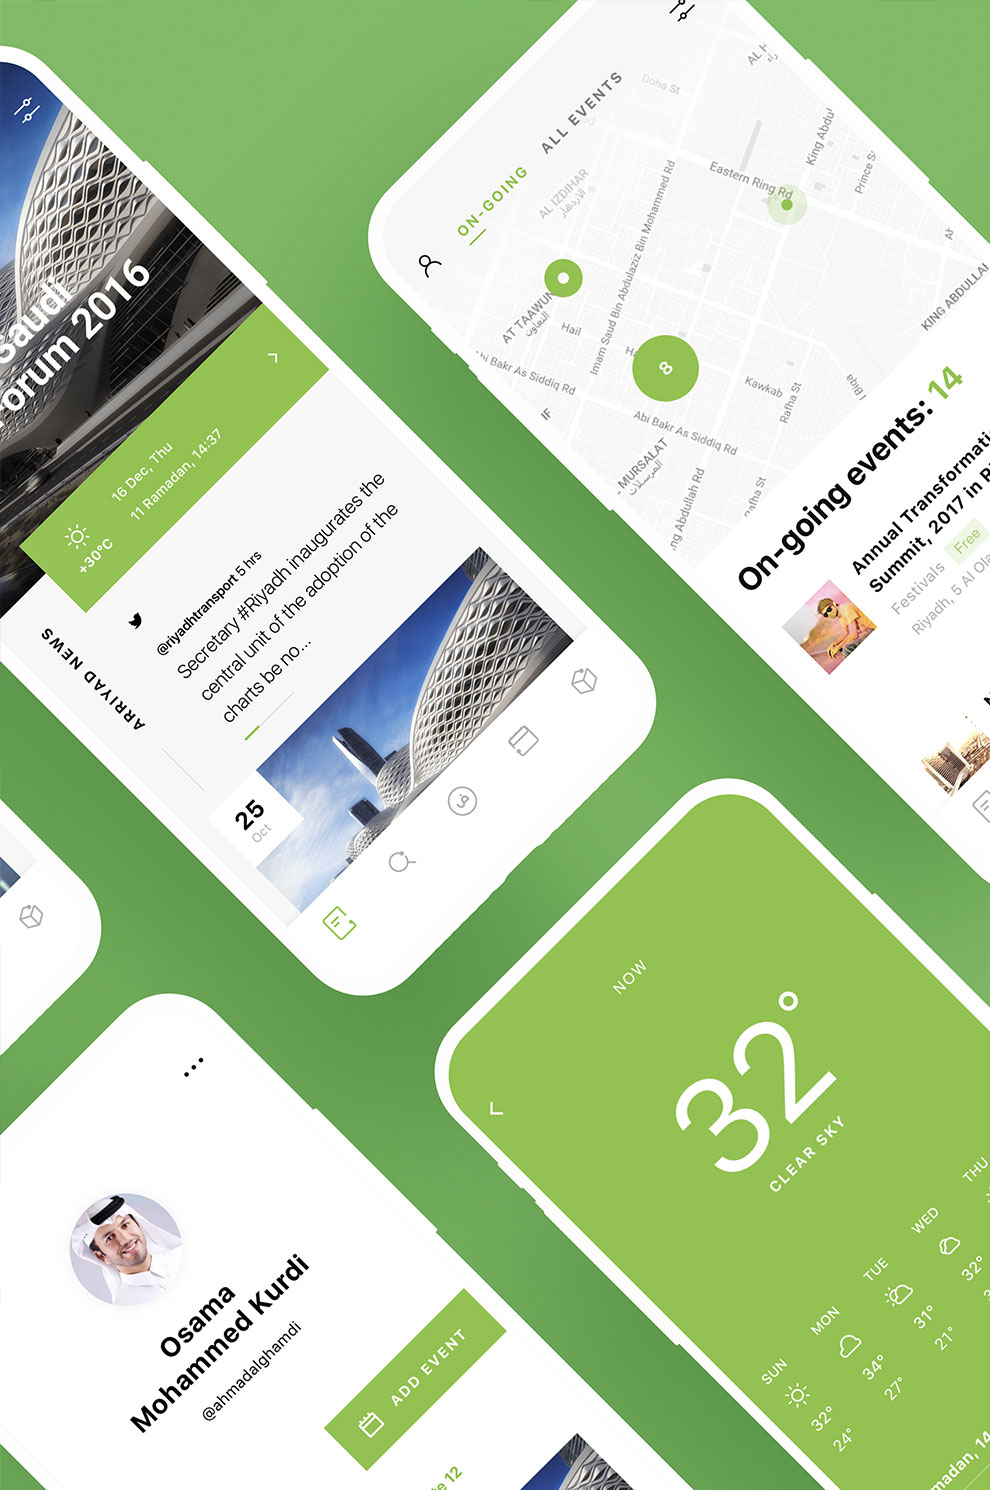 Saudi
Forum 2016
16 Dec, Thu
11 Ramadan, 14:37
+30°C
ARRIYAD NEWS
@riyadhtransport 5 hrs
Secretary #Riyadh inaugurates the
central unit of the adoption of the
charts be no...
25
Oct
ON-GOING
ALL EVENTS
Doha St
AL IZDIHAR
الازدهار
Eastern Ring Rd
King Abdul
Prince S
Imam Saud Bin Abdulaziz Bin Mohammed Rd
AT TAAWUN
التعاون
Hail
Abi Bakr As Siddiq Rd
8
Kawkab
Rafha St
KING ABDULLAH
Abi Bakr As Siddiq Rd
MURSALAT
المرسلات
King Abdullah Rd
Rafha St
On-going events: 14
Annual Transformati
Summit, 2017 in Ri
Festivals
Free
Riyadh, 5 Al Ola
NOW
32°
CLEAR SKY
SUN
32°
24°
MON
34°
27°
TUE
31°
21°
WED
32°
THU
madan, 14
Osama
Mohammed Kurdi
@ahmadalghamdi
ADD EVENT
e 12